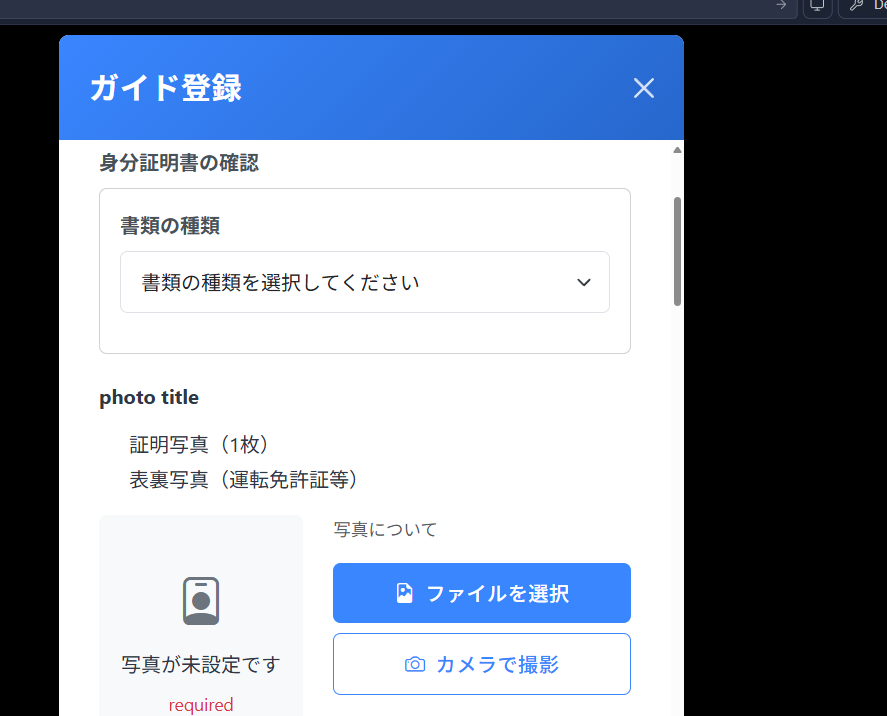 De
ガイド登録
身分証明書の確認
書類の種類
書類の種類を選択してください
photo title
証明写真（1枚）
表裏写真（運転免許証等）
写真について
ファイルを選択
カメラで撮影
写真が未設定です
required